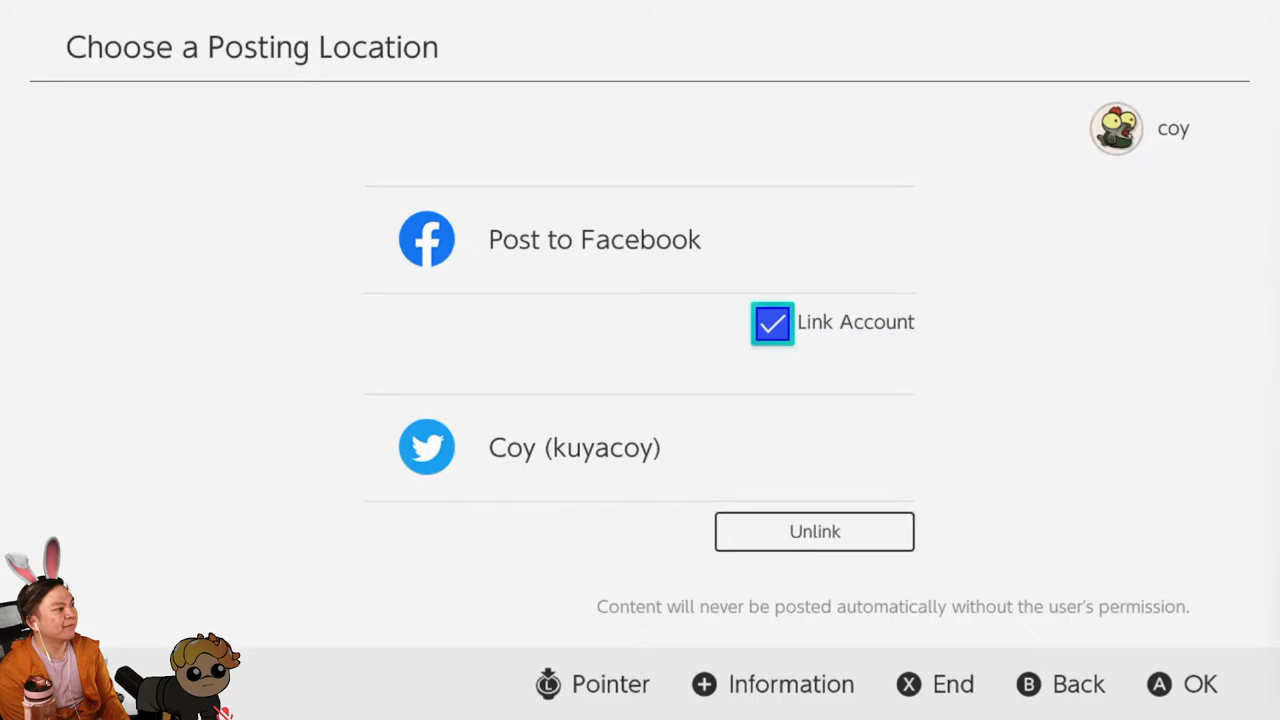 Choose a Posting Location
coy
Post to Facebook
Link Account
Coy (kuyacoy)
Unlink
Content will never be posted automatically without the user's permission.
L Pointer + Information X End B Back A OK